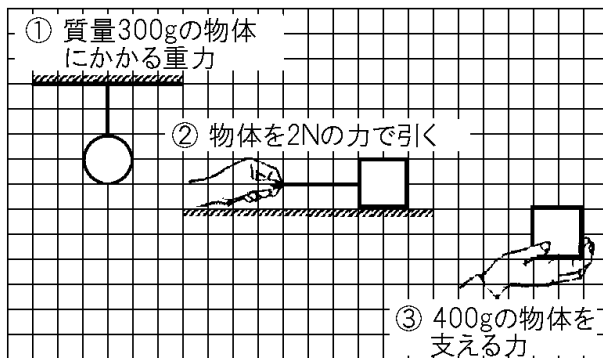 ① 質量300gの物体
にかかる重力
② 物体を2Nの力で引く
③ 400gの物体を
支える力